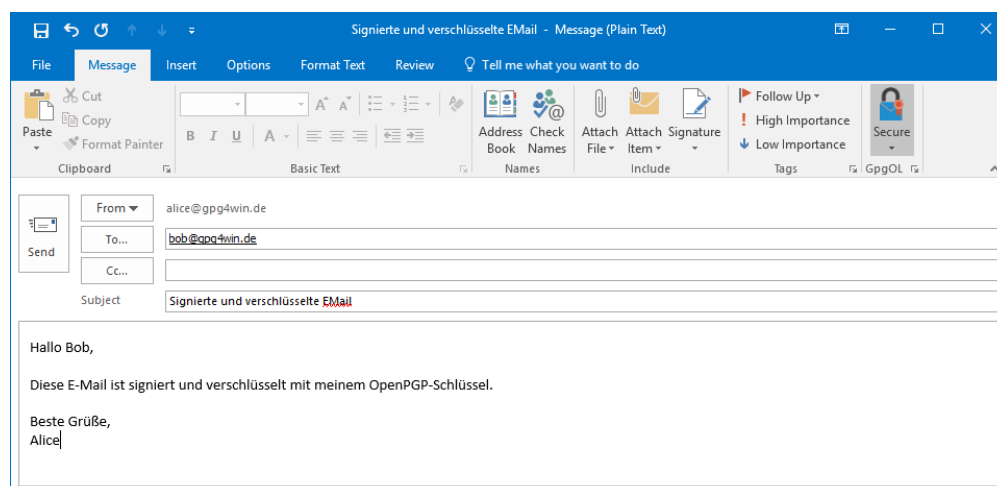 Signierte und verschlüsselte EMail - Message (Plain Text)
File Message Insert Options Format Text Review Tell me what you want to do
Paste
Cut
Copy
Format Painter
Clipboard
A A
B I U A
Basic Text
Address Book
Check Names
Names
Attach File
Attach Item
Signature
Include
Follow Up
High Importance
Low Importance
Tags
Secure
GpgOL
Send
From alice@gpg4win.de
To... bob@gpg4win.de
Cc...
Subject Signierte und verschlüsselte EMail
Hallo Bob,
Diese E-Mail ist signiert und verschlüsselt mit meinem OpenPGP-Schlüssel.
Beste Grüße,
Alice